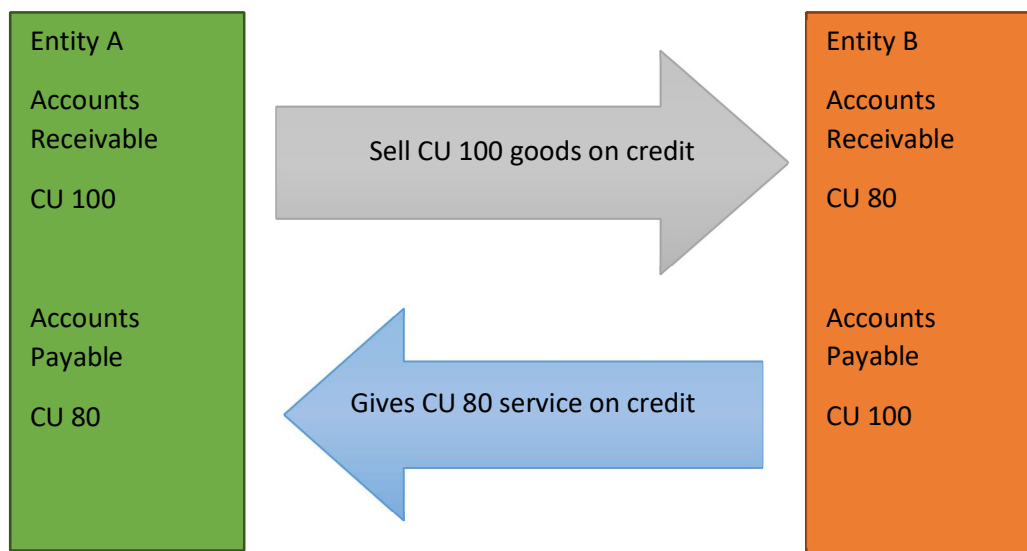 Entity A
Accounts
Receivable
CU 100
Accounts
Payable
CU 80
Sell CU 100 goods on credit
Gives CU 80 service on credit
Entity B
Accounts
Receivable
CU 80
Accounts
Payable
CU 100